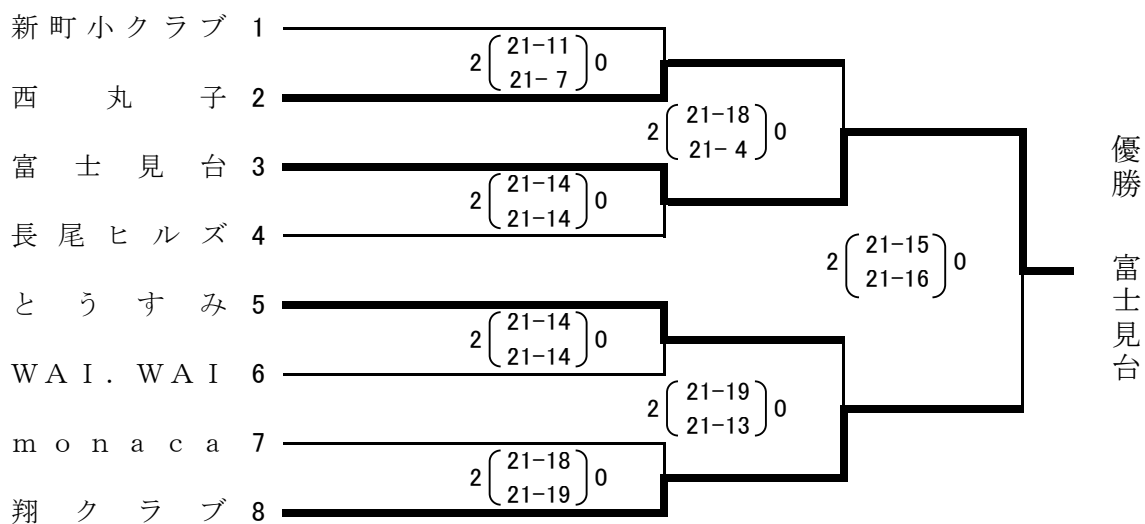 新町小クラブ 1
2 21-11 0
21- 7
西丸子 2
2 21-18 0
21- 4
富士見台 3
2 21-14 0
21-14
長尾ヒルズ 4
2 21-15 0
21-16
とうすみ 5
2 21-14 0
21-14
WAI.WAI 6
2 21-19 0
21-13
monaca 7
2 21-18 0
21-19
翔クラブ 8
優勝 富士見台